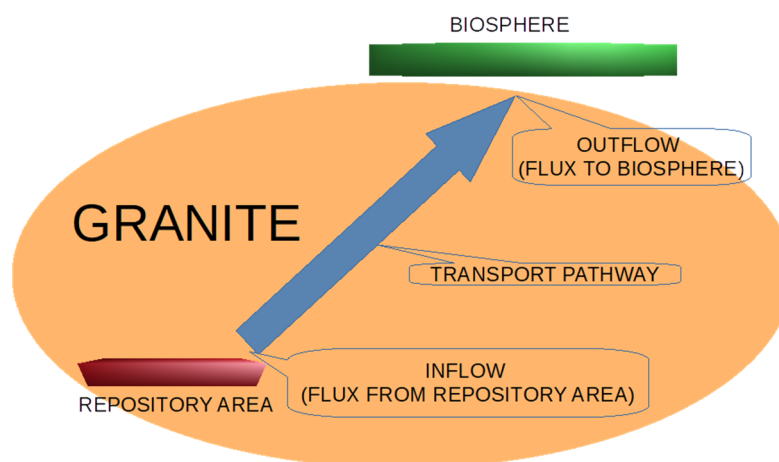 BIOSPHERE
OUTFLOW
(FLUX TO BIOSPHERE)
GRANITE
TRANSPORT PATHWAY
INFLOW
(FLUX FROM REPOSITORY AREA)
REPOSITORY AREA